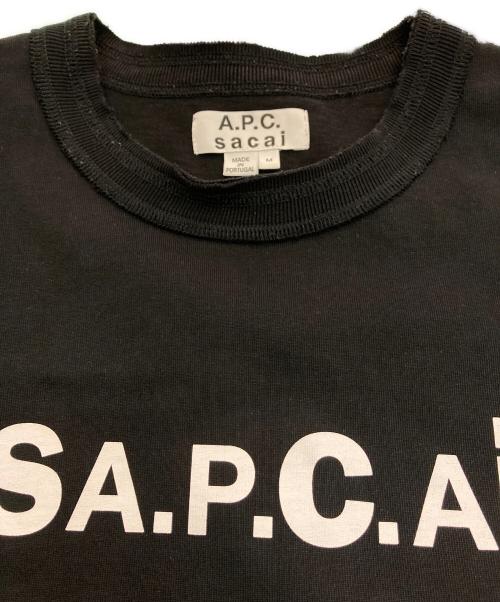 A.P.C.
sacai
MADE
IN
PORTUGAL
M
SA.P.C.Ai